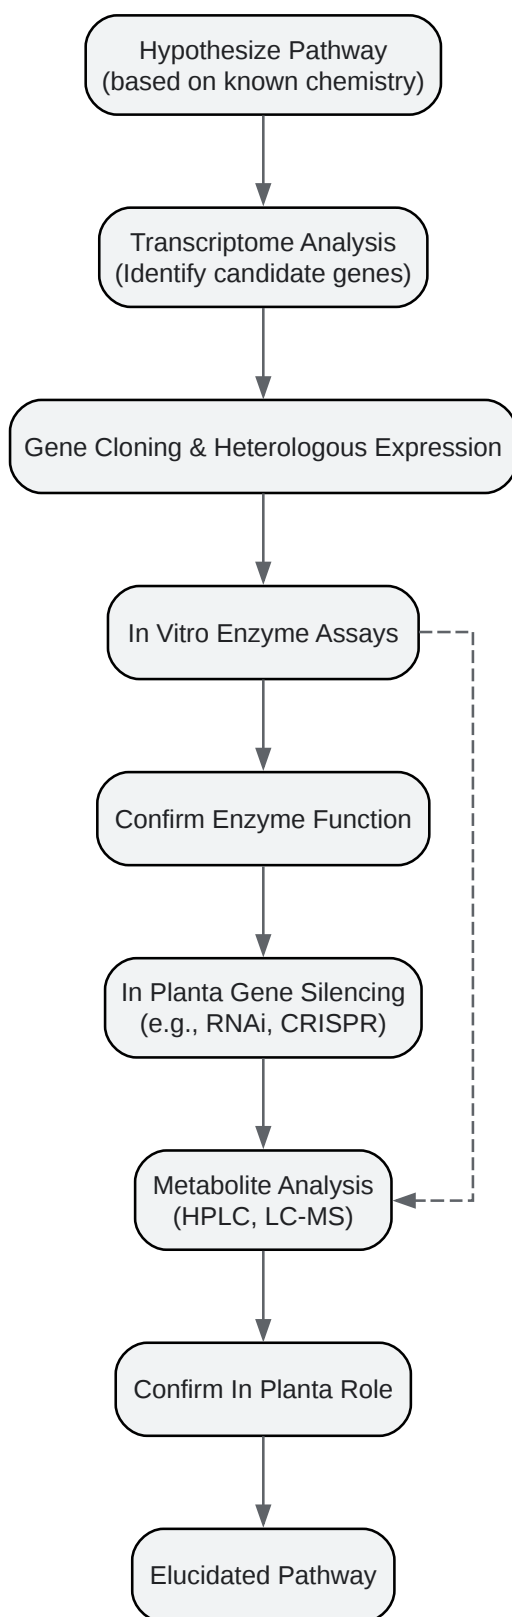 Hypothesize Pathway
(based on known chemistry)
Transcriptome Analysis
(Identify candidate genes)
Gene Cloning & Heterologous Expression
In Vitro Enzyme Assays
Confirm Enzyme Function
In Planta Gene Silencing
(e.g., RNAi, CRISPR)
Metabolite Analysis
(HPLC, LC-MS)
Confirm In Planta Role
Elucidated Pathway